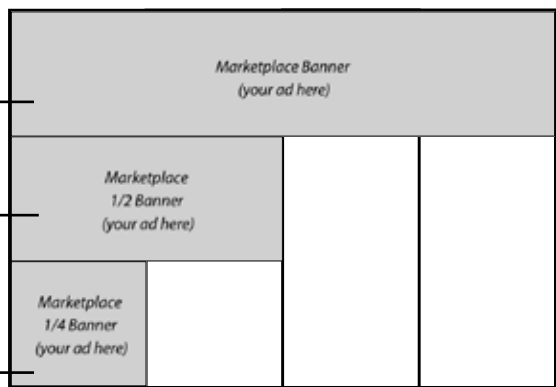 Marketplace Banner
(your ad here)
Marketplace
1/2 Banner
(your ad here)
Marketplace
1/4 Banner
(your ad here)